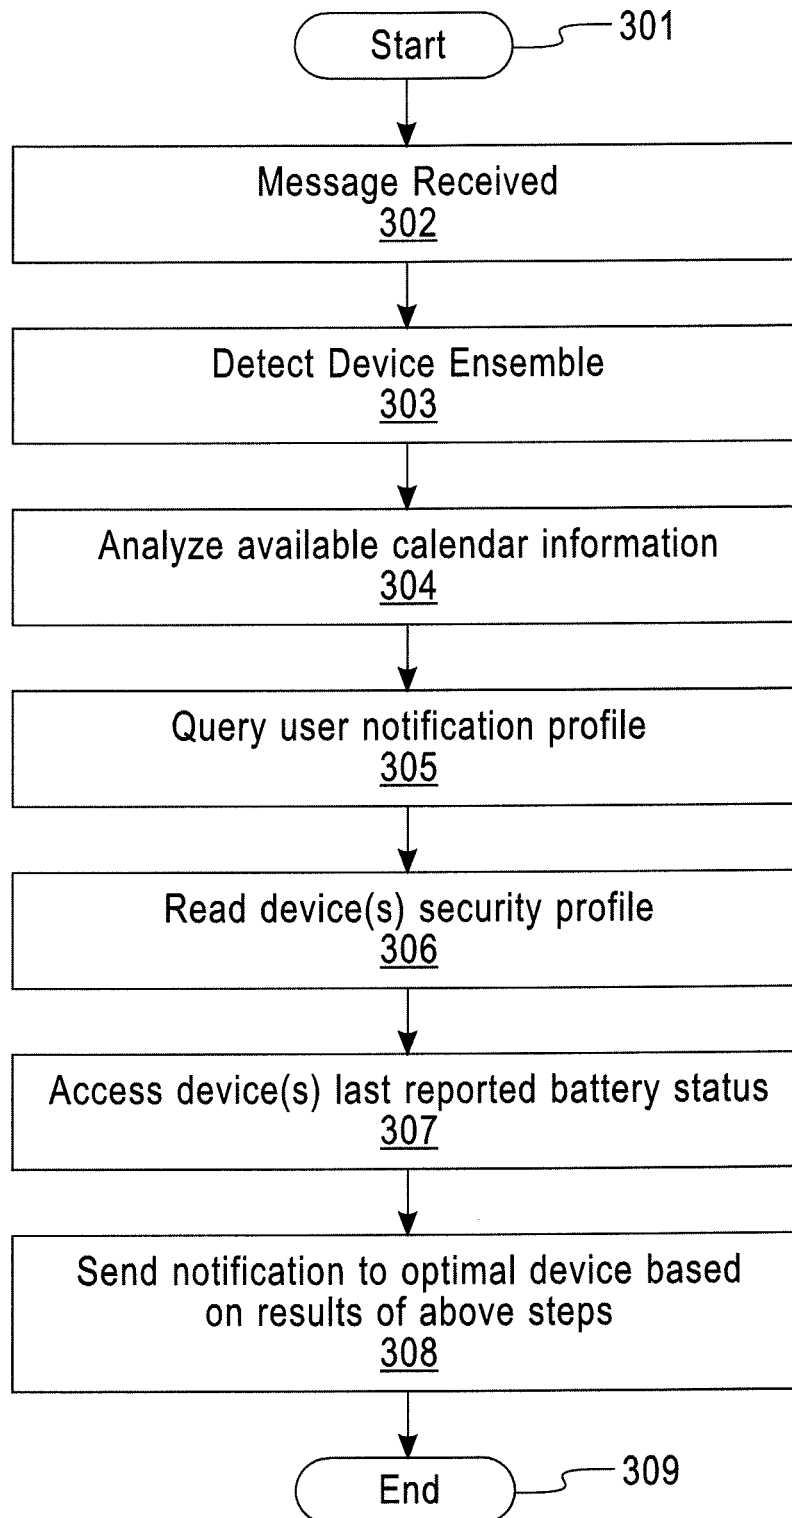 Start
301
Message Received
302
Detect Device Ensemble
303
Analyze available calendar information
304
Query user notification profile
305
Read device(s) security profile
306
Access device(s) last reported battery status
307
Send notification to optimal device based
on results of above steps
308
End
309